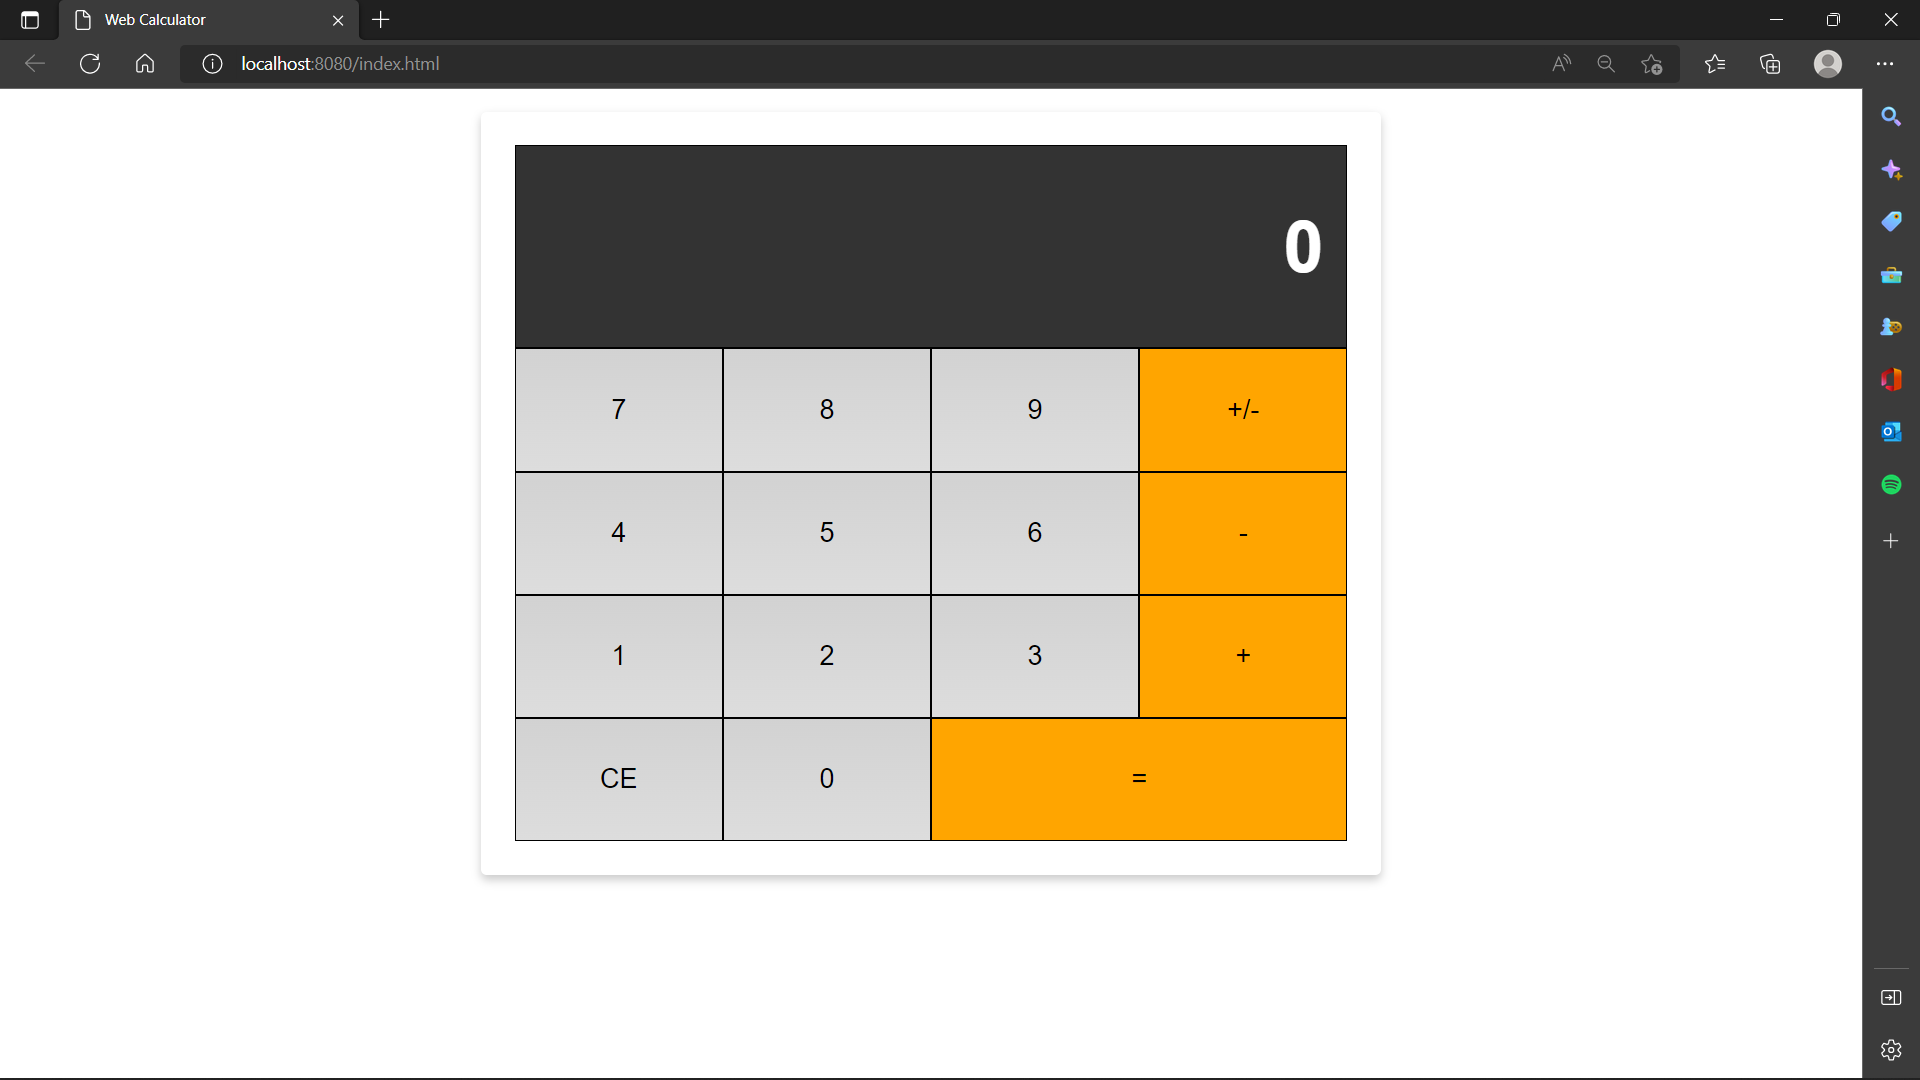 Web Calculator
localhost:8080/index.html
0
7 8 9 +/-
4 5 6 -
1 2 3 +
CE 0 =